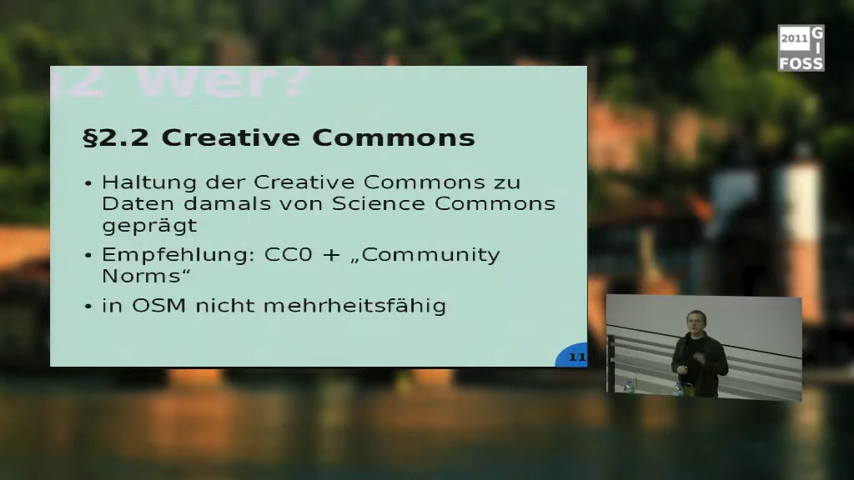 §2 Wer?
§2.2 Creative Commons
• Haltung der Creative Commons zu
Daten damals von Science Commons
geprägt
• Empfehlung: CC0 + „Community
Norms“
• in OSM nicht mehrheitsfähig
11
2011 G
I
FOSS